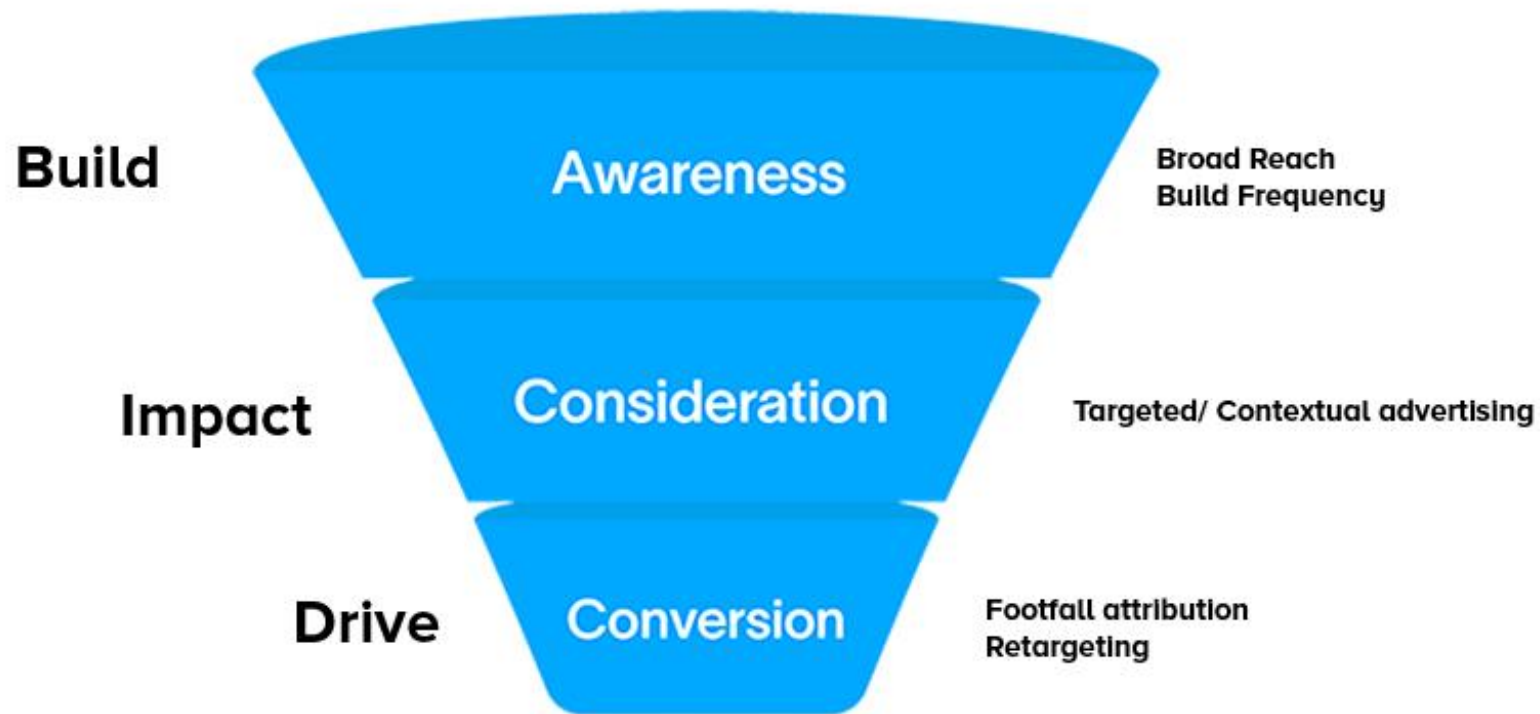 Build
Awareness
Broad Reach
Build Frequency
Impact
Consideration
Targeted/ Contextual advertising
Drive
Conversion
Footfall attribution
Retargeting